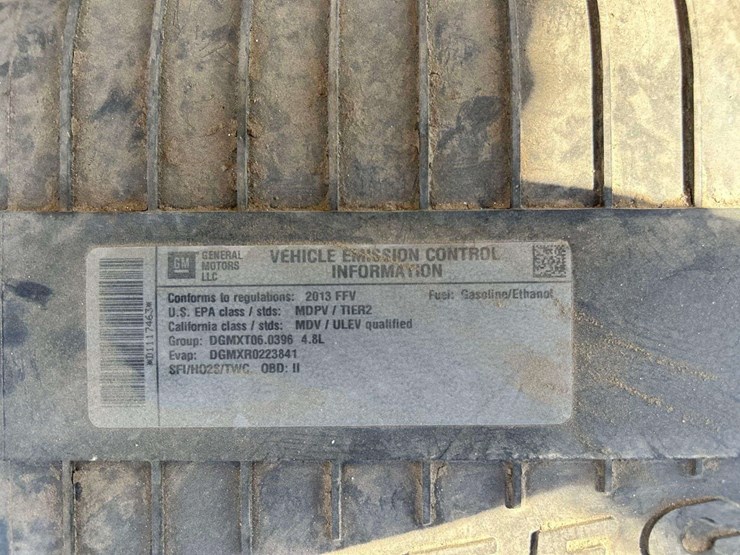 GM GENERAL MOTORS LLC
VEHICLE EMISSION CONTROL
INFORMATION
Conforms to regulations: 2013 FFV Fuel: Gasoline/Ethanol
U.S. EPA class / stds: MDPV / TIER2
California class / stds: MDV / ULEV qualified
Group: DGMXT06.0396 4.8L
Evap: DGMXR0223841
SFI/HO2S/TWC OBD: II
*D1117463*